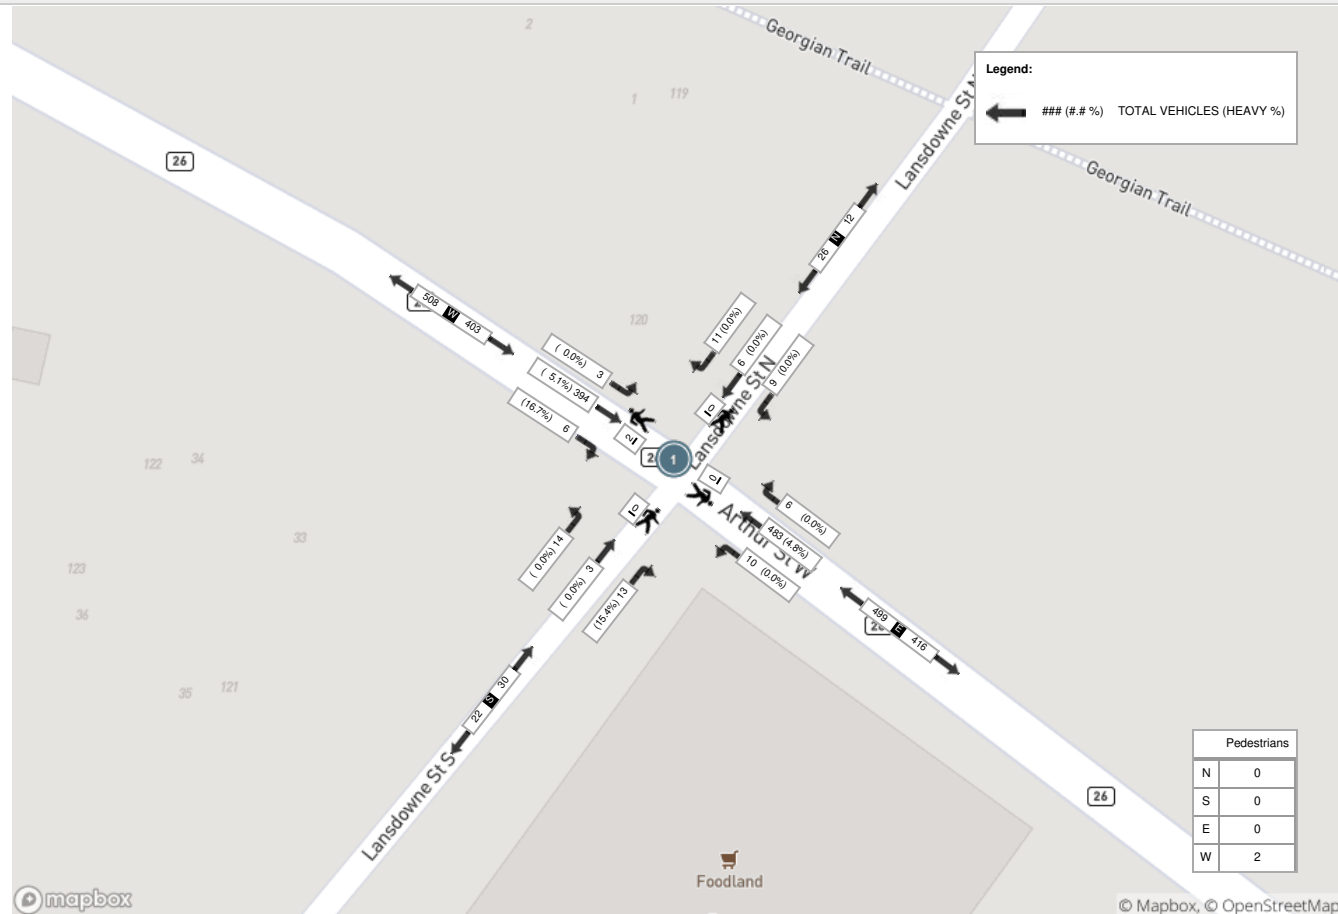 2
Georgian Trail
Legend:
### (#.# %) TOTAL VEHICLES (HEAVY %)
1 119
Lansdowne St N
26
Georgian Trail
26 N 12
508 W 403
120
11 (0.0%)
6 (0.0%)
9 (0.0%)
( 0.0%) 3
( 5.1%) 394
(16.7%) 6
0
2
Lansdowne St N
1
0
122 34
0
Arthur St W
6 (0.0%)
483 (4.8%)
10 (0.0%)
33
( 0.0%) 14
( 0.0%) 3
(15.4%) 13
123
36
499 E 416
35 121
22 S 30
Lansdowne St S
26
Pedestrians
N 0
S 0
E 0
W 2
Foodland
mapbox
© Mapbox, © OpenStreetMap